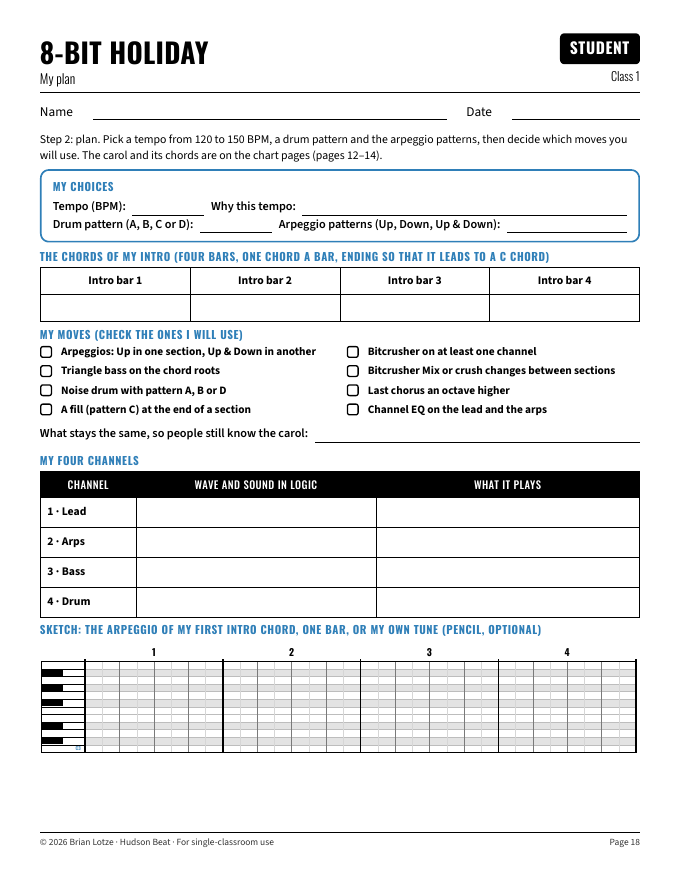 8-BIT HOLIDAY
STUDENT
My plan
Class 1
Name
Date
Step 2: plan. Pick a tempo from 120 to 150 BPM, a drum pattern and the arpeggio patterns, then decide which moves you
will use. The carol and its chords are on the chart pages (pages 12–14).
MY CHOICES
Tempo (BPM): Why this tempo:
Drum pattern (A, B, C or D): Arpeggio patterns (Up, Down, Up & Down):
THE CHORDS OF MY INTRO (FOUR BARS, ONE CHORD A BAR, ENDING SO THAT IT LEADS TO A C CHORD)
Intro bar 1 Intro bar 2 Intro bar 3 Intro bar 4
MY MOVES (CHECK THE ONES I WILL USE)
Arpeggios: Up in one section, Up & Down in another
Bitcrusher on at least one channel
Triangle bass on the chord roots
Bitcrusher Mix or crush changes between sections
Noise drum with pattern A, B or D
Last chorus an octave higher
A fill (pattern C) at the end of a section
Channel EQ on the lead and the arps
What stays the same, so people still know the carol:
MY FOUR CHANNELS
CHANNEL WAVE AND SOUND IN LOGIC WHAT IT PLAYS
1 · Lead
2 · Arps
3 · Bass
4 · Drum
SKETCH: THE ARPEGGIO OF MY FIRST INTRO CHORD, ONE BAR, OR MY OWN TUNE (PENCIL, OPTIONAL)
1 2 3 4
© 2026 Brian Lotze · Hudson Beat · For single-classroom use
Page 18